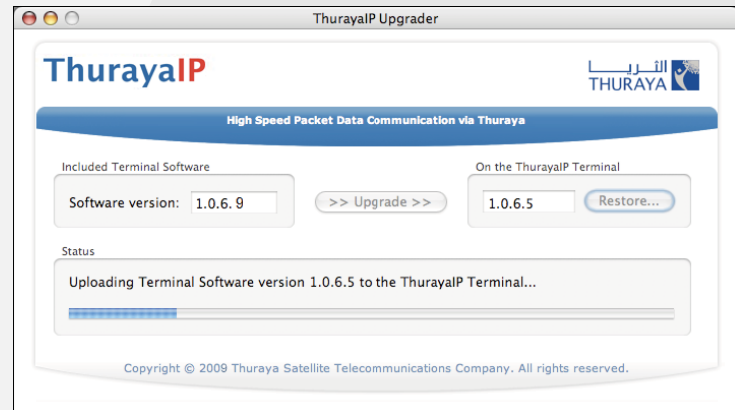 ThurayaIP Upgrader
ThurayaIP
الثريا
THURAYA
High Speed Packet Data Communication via Thuraya
Included Terminal Software
On the ThurayaIP Terminal
Software version: 1.0.6.9 >> Upgrade >> 1.0.6.5 Restore...
Status
Uploading Terminal Software version 1.0.6.5 to the ThurayaIP Terminal...
Copyright © 2009 Thuraya Satellite Telecommunications Company. All rights reserved.